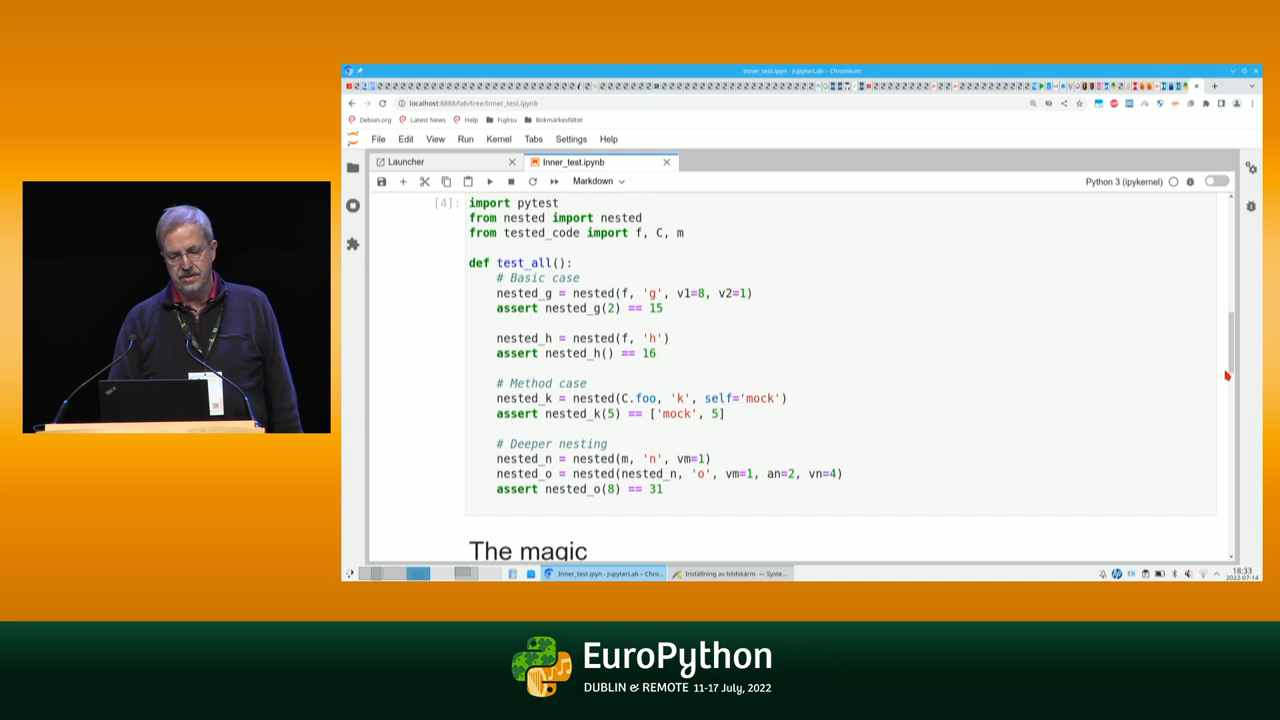 Inner_test.ipyn - JupyterLab - Chromium
localhost:8888/lab/tree/Inner_test.ipynb
Debian.org Latest News Help Fujitsu Bokmärkesfältet
File Edit View Run Kernel Tabs Settings Help
Launcher Inner_test.ipynb
Markdown Python 3 (ipykernel)
[4]: import pytest
from nested import nested
from tested_code import f, C, m
def test_all():
# Basic case
nested_g = nested(f, 'g', v1=8, v2=1)
assert nested_g(2) == 15
nested_h = nested(f, 'h')
assert nested_h() == 16
# Method case
nested_k = nested(C.foo, 'k', self='mock')
assert nested_k(5) == ['mock', 5]
# Deeper nesting
nested_n = nested(m, 'n', vm=1)
nested_o = nested(nested_n, 'o', vm=1, an=2, vn=4)
assert nested_o(8) == 31
The magic
Inner_test.ipyn - JupyterLab – Chro... Inställning av bildskärm — Syste... EN 18:33
2022-07-14
EuroPython
DUBLIN & REMOTE 11-17 July, 2022